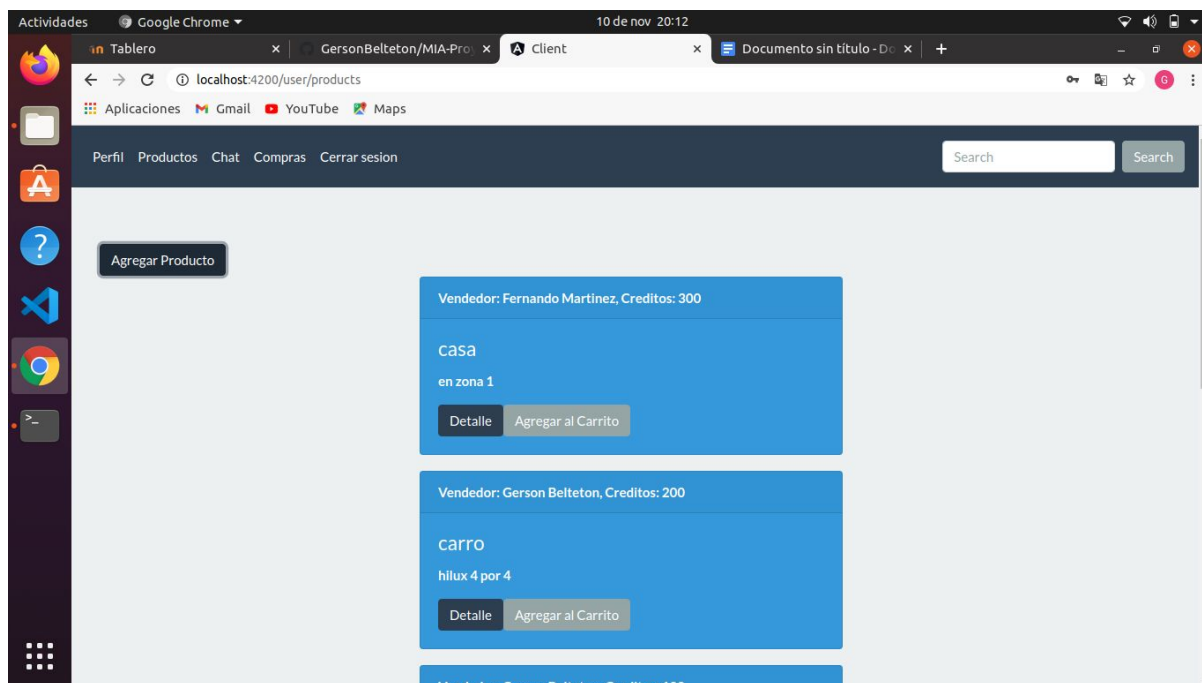 Actividades Google Chrome 10 de nov 20:12
Tablero GersonBelteton/MIA-Pro Client Documento sin título - Do
localhost:4200/user/products
Aplicaciones Gmail YouTube Maps
Perfil Productos Chat Compras Cerrar sesion Search Search
Agregar Producto
Vendedor: Fernando Martinez, Creditos: 300
casa
en zona 1
Detalle Agregar al Carrito
Vendedor: Gerson Belteton, Creditos: 200
carro
hilux 4 por 4
Detalle Agregar al Carrito